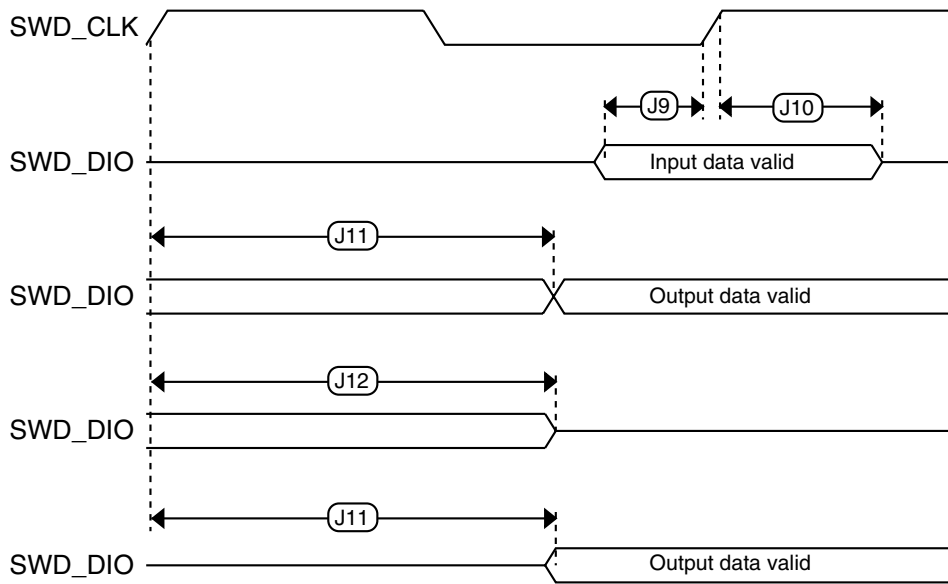 SWD_CLK
J9
J10
SWD_DIO
Input data valid
J11
SWD_DIO
Output data valid
J12
SWD_DIO
J11
SWD_DIO
Output data valid